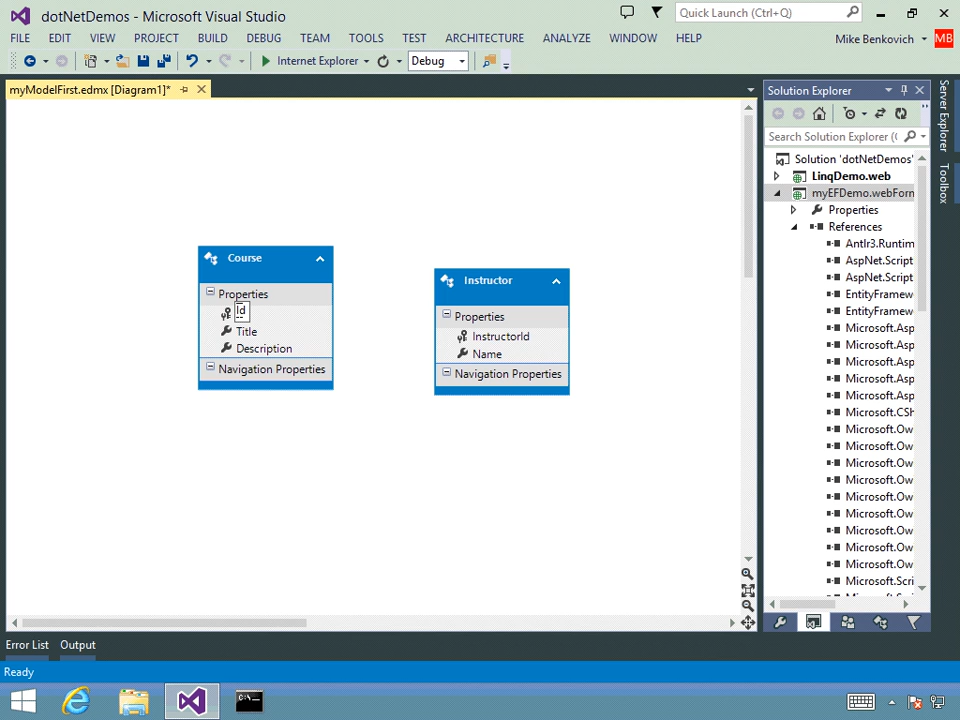 dotNetDemos - Microsoft Visual Studio
Quick Launch (Ctrl+Q)
FILE EDIT VIEW PROJECT BUILD DEBUG TEAM TOOLS TEST ARCHITECTURE ANALYZE WINDOW HELP
Mike Benkovich
MB
Internet Explorer
Debug
myModelFirst.edmx [Diagram1]*
Course
Properties
Id
Title
Description
Navigation Properties
Instructor
Properties
InstructorId
Name
Navigation Properties
Solution Explorer
Search Solution Explorer (
Solution 'dotNetDemos'
LinqDemo.web
myEFDemo.webForm
Properties
References
Antlr3.Runtim
AspNet.Script
AspNet.Script
EntityFramew
EntityFramew
Microsoft.Asp
Microsoft.Asp
Microsoft.Asp
Microsoft.Asp
Microsoft.Asp
Microsoft.CSh
Microsoft.Ow
Microsoft.Ow
Microsoft.Ow
Microsoft.Ow
Microsoft.Ow
Microsoft.Ow
Microsoft.Ow
Microsoft.Ow
Microsoft.Ow
Microsoft.Scri
Server Explorer
Toolbox
Error List
Output
Ready